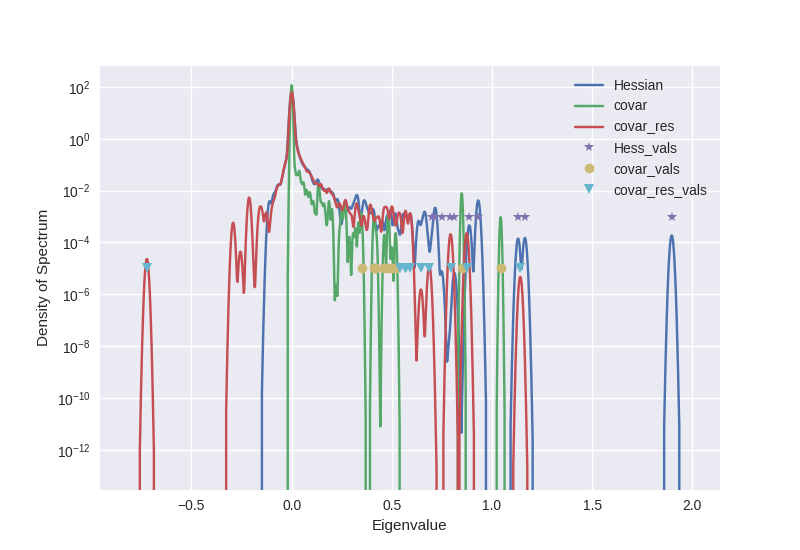 10^2
10^0
10^−2
10^−4
10^−6
10^−8
10^−10
10^−12
Density of Spectrum
−0.5
0.0
0.5
1.0
1.5
2.0
Eigenvalue
Hessian
covar
covar_res
Hess_vals
covar_vals
covar_res_vals